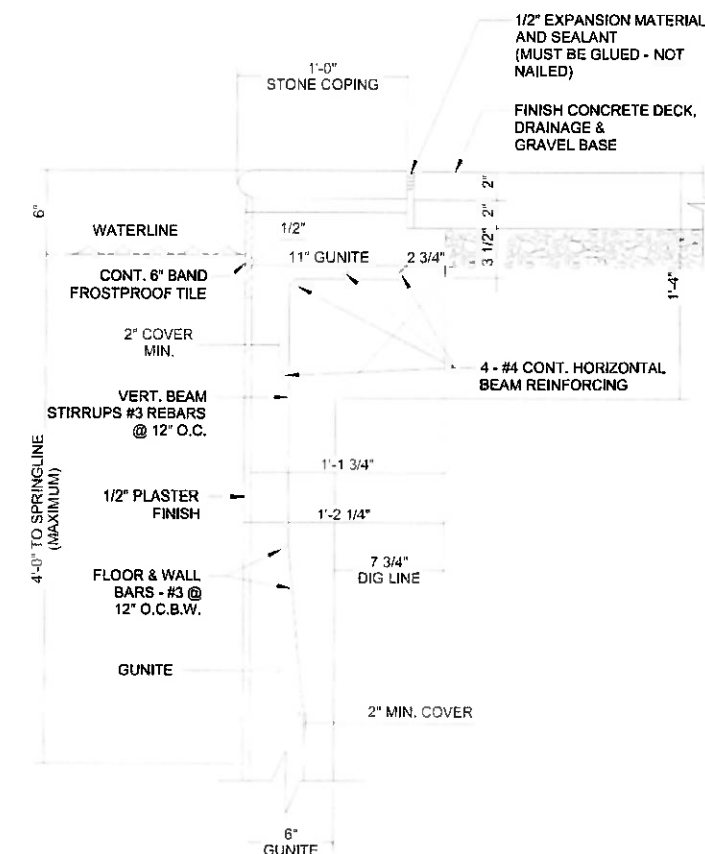 1/2" EXPANSION MATERIAL
AND SEALANT
(MUST BE GLUED - NOT
NAILED)
1'-0"
STONE COPING
FINISH CONCRETE DECK,
DRAINAGE &
GRAVEL BASE
6"
2"
2"
3 1/2"
1'-4"
WATERLINE
1/2"
11" GUNITE
2 3/4"
CONT. 6" BAND
FROSTPROOF TILE
2" COVER
MIN.
4 - #4 CONT. HORIZONTAL
BEAM REINFORCING
VERT. BEAM
STIRRUPS #3 REBARS
@ 12" O.C.
4'-0" TO SPRINGLINE
(MAXIMUM)
1'-1 3/4"
1/2" PLASTER
FINISH
1'-2 1/4"
7 3/4"
DIG LINE
FLOOR & WALL
BARS - #3 @
12" O.C.B.W.
GUNITE
2" MIN. COVER
6"
GUNITE